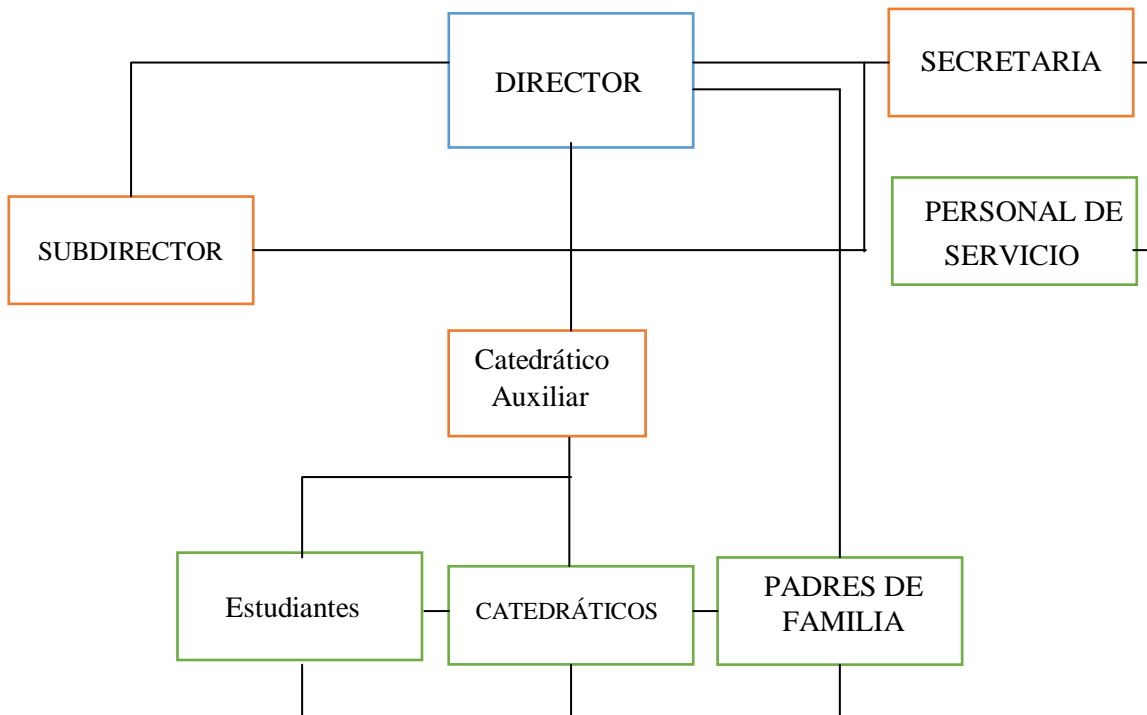 DIRECTOR
SECRETARIA
SUBDIRECTOR
PERSONAL DE
SERVICIO
Catedrático
Auxiliar
Estudiantes
CATEDRÁTICOS
PADRES DE
FAMILIA